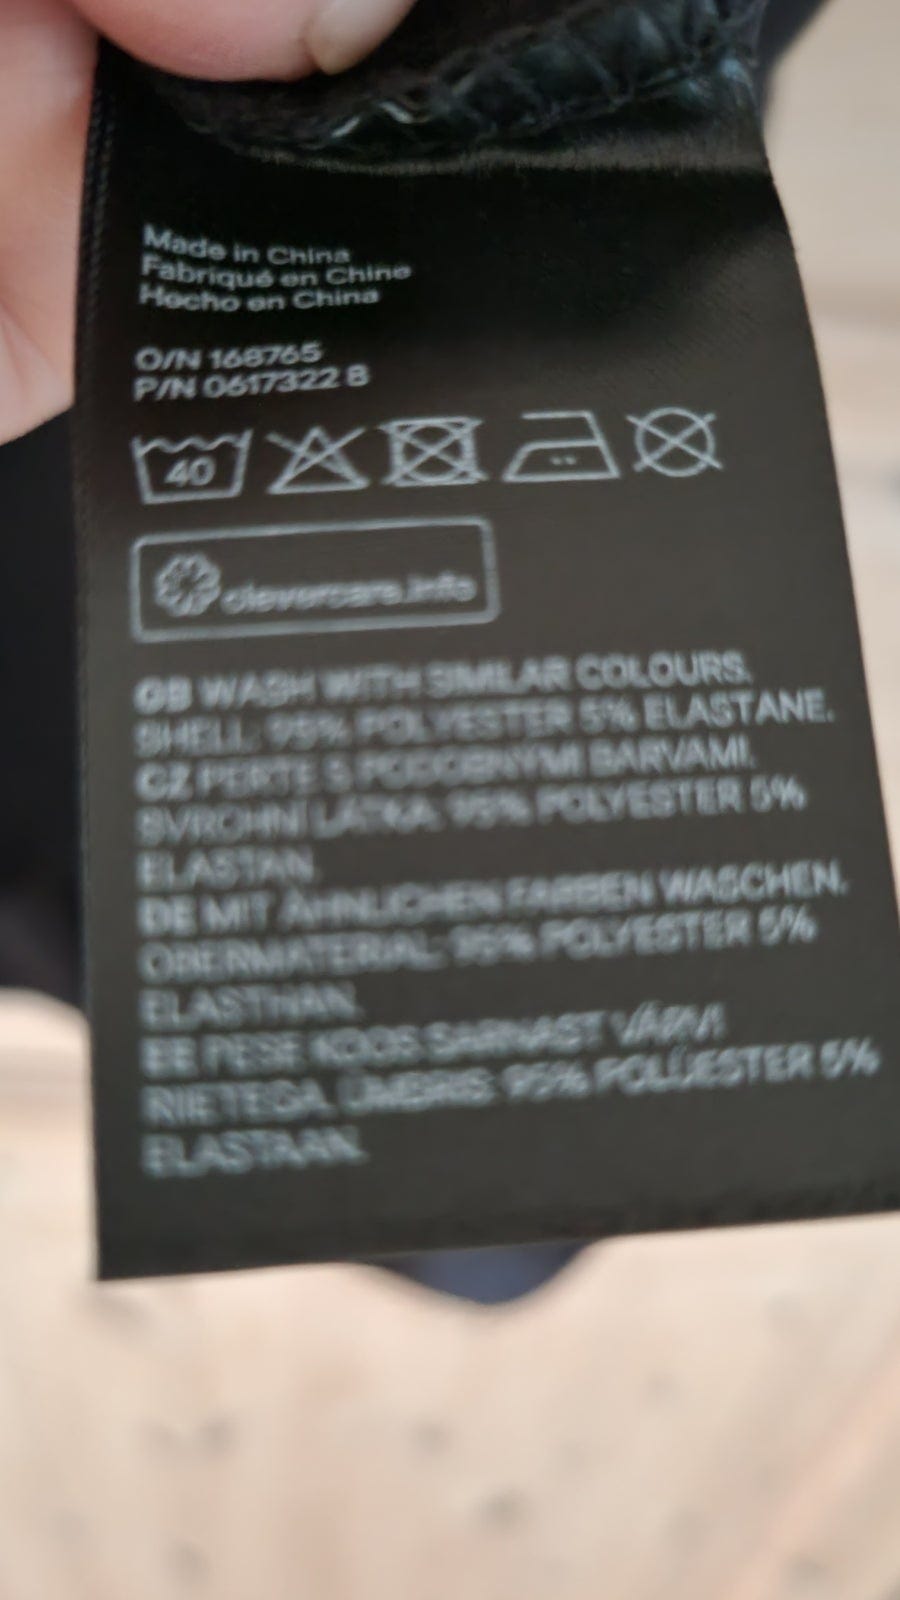 Made in China
Fabriqué en Chine
Hecho en China
O/N 168765
P/N 0617322 8
40
clevercare.info
GB WASH WITH SIMILAR COLOURS.
SHELL: 95% POLYESTER 5% ELASTANE.
CZ PERTE S PODOBNÝMI BARVAMI.
SVRCHNÍ LÁTKA: 95% POLYESTER 5%
ELASTAN.
DE MIT ÄHNLICHEN FARBEN WASCHEN.
OBERMATERIAL: 95% POLYESTER 5%
ELASTHAN.
EE PESE KOOS SARNAST VÄRVI
RIIETEGA. ÜMBRIS: 95% POLÜESTER 5%
ELASTAAN.